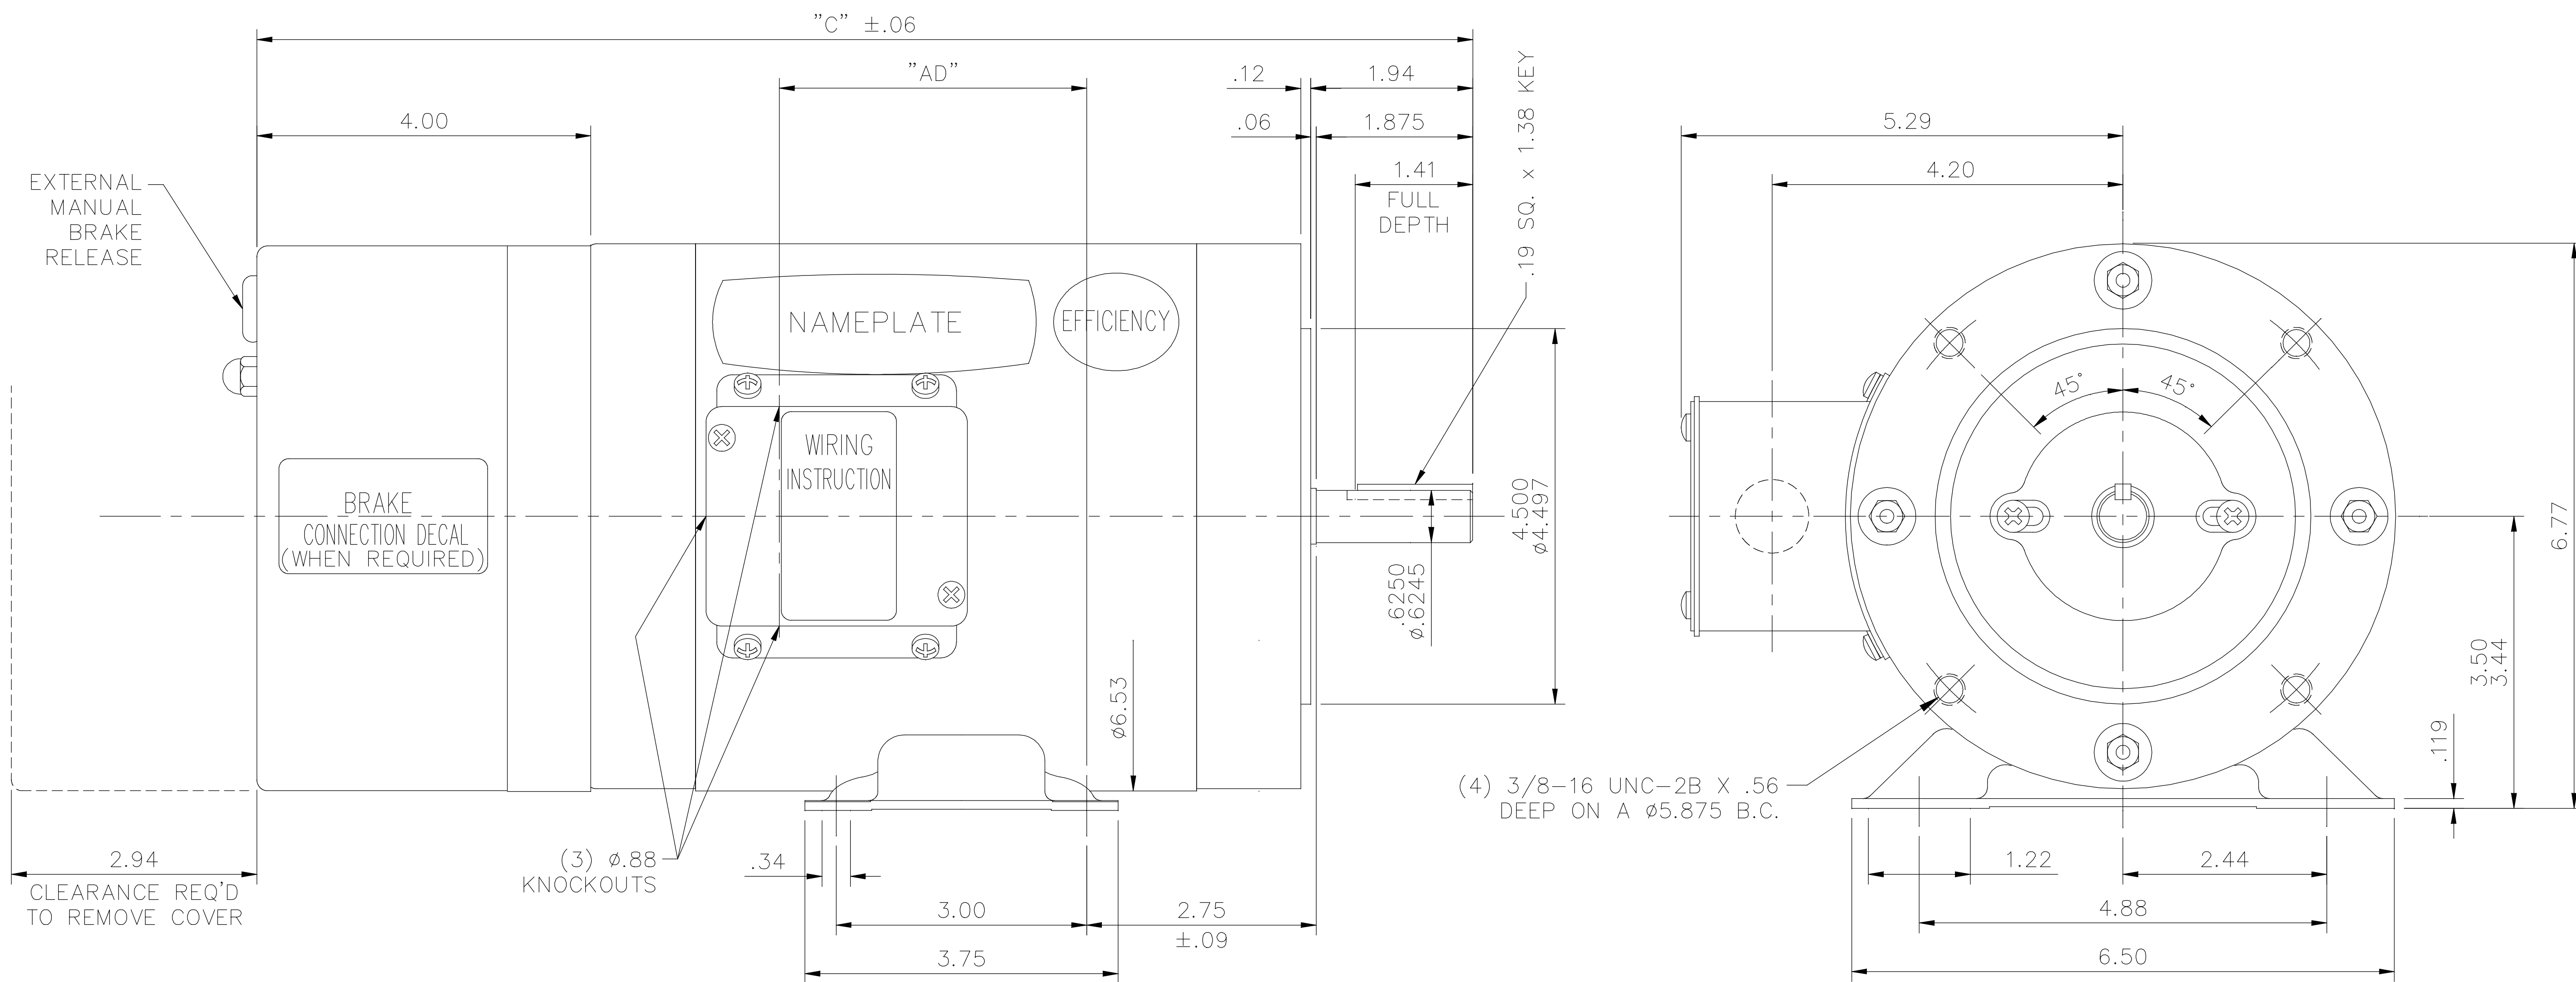 "C" ±.06
"AD"
.12
1.94
4.00
.06
1.875
1.41
FULL
DEPTH
.19 SQ. x 1.38 KEY
EXTERNAL
MANUAL
BRAKE
RELEASE
NAMEPLATE
EFFICIENCY
WIRING
INSTRUCTION
BRAKE
CONNECTION DECAL
(WHEN REQUIRED)
4.500
ø4.497
.6250
ø.6245
ø6.53
2.94
CLEARANCE REQ'D
TO REMOVE COVER
(3) ø.88
KNOCKOUTS
.34
3.00
2.75
±.09
3.75
5.29
4.20
45°
45°
6.77
3.50
3.44
.119
(4) 3/8-16 UNC-2B X .56
DEEP ON A ø5.875 B.C.
1.22
2.44
4.88
6.50